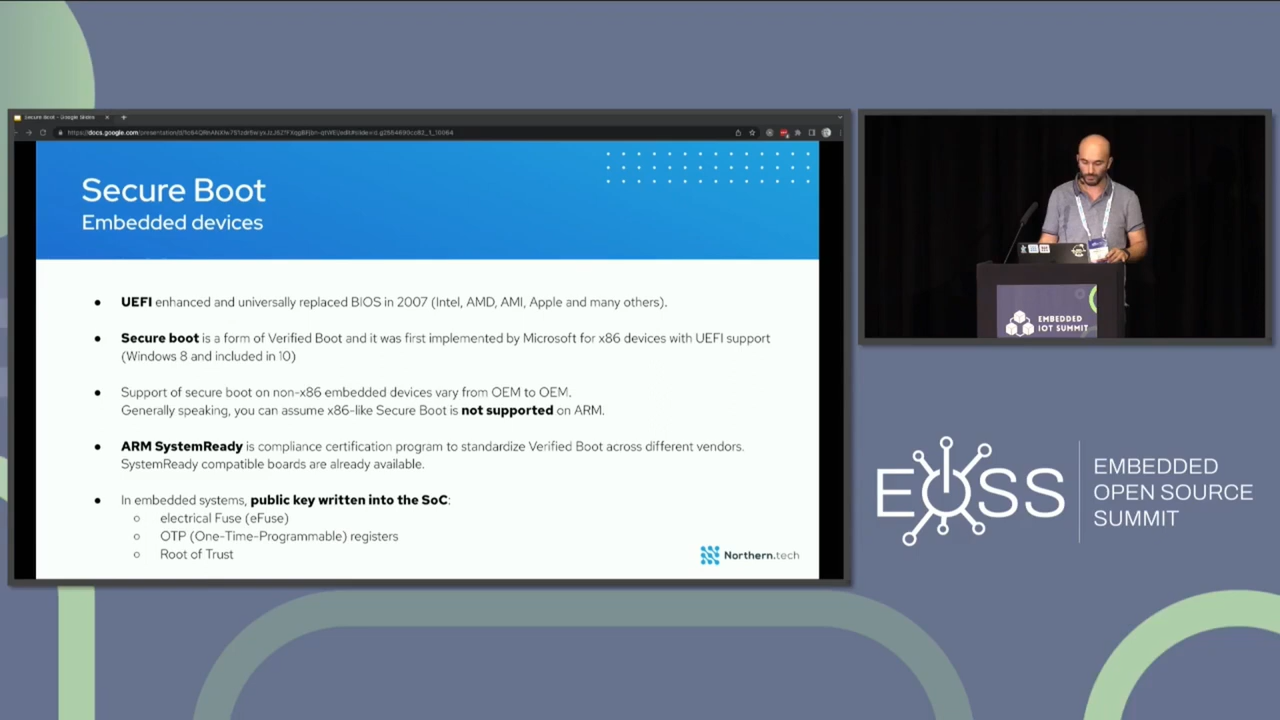 Secure Boot - Google Slides
Secure Boot
Embedded devices
UEFI enhanced and universally replaced BIOS in 2007 (Intel, AMD, AMI, Apple and many others).
Secure boot is a form of Verified Boot and it was first implemented by Microsoft for x86 devices with UEFI support
(Windows 8 and included in 10)
Support of secure boot on non-x86 embedded devices vary from OEM to OEM.
Generally speaking, you can assume x86-like Secure Boot is not supported on ARM.
ARM SystemReady is compliance certification program to standardize Verified Boot across different vendors.
SystemReady compatible boards are already available.
In embedded systems, public key written into the SoC:
electrical Fuse (eFuse)
OTP (One-Time-Programmable) registers
Root of Trust
Northern.tech
EMBEDDED
IOT SUMMIT
EOSS
EMBEDDED
OPEN SOURCE
SUMMIT